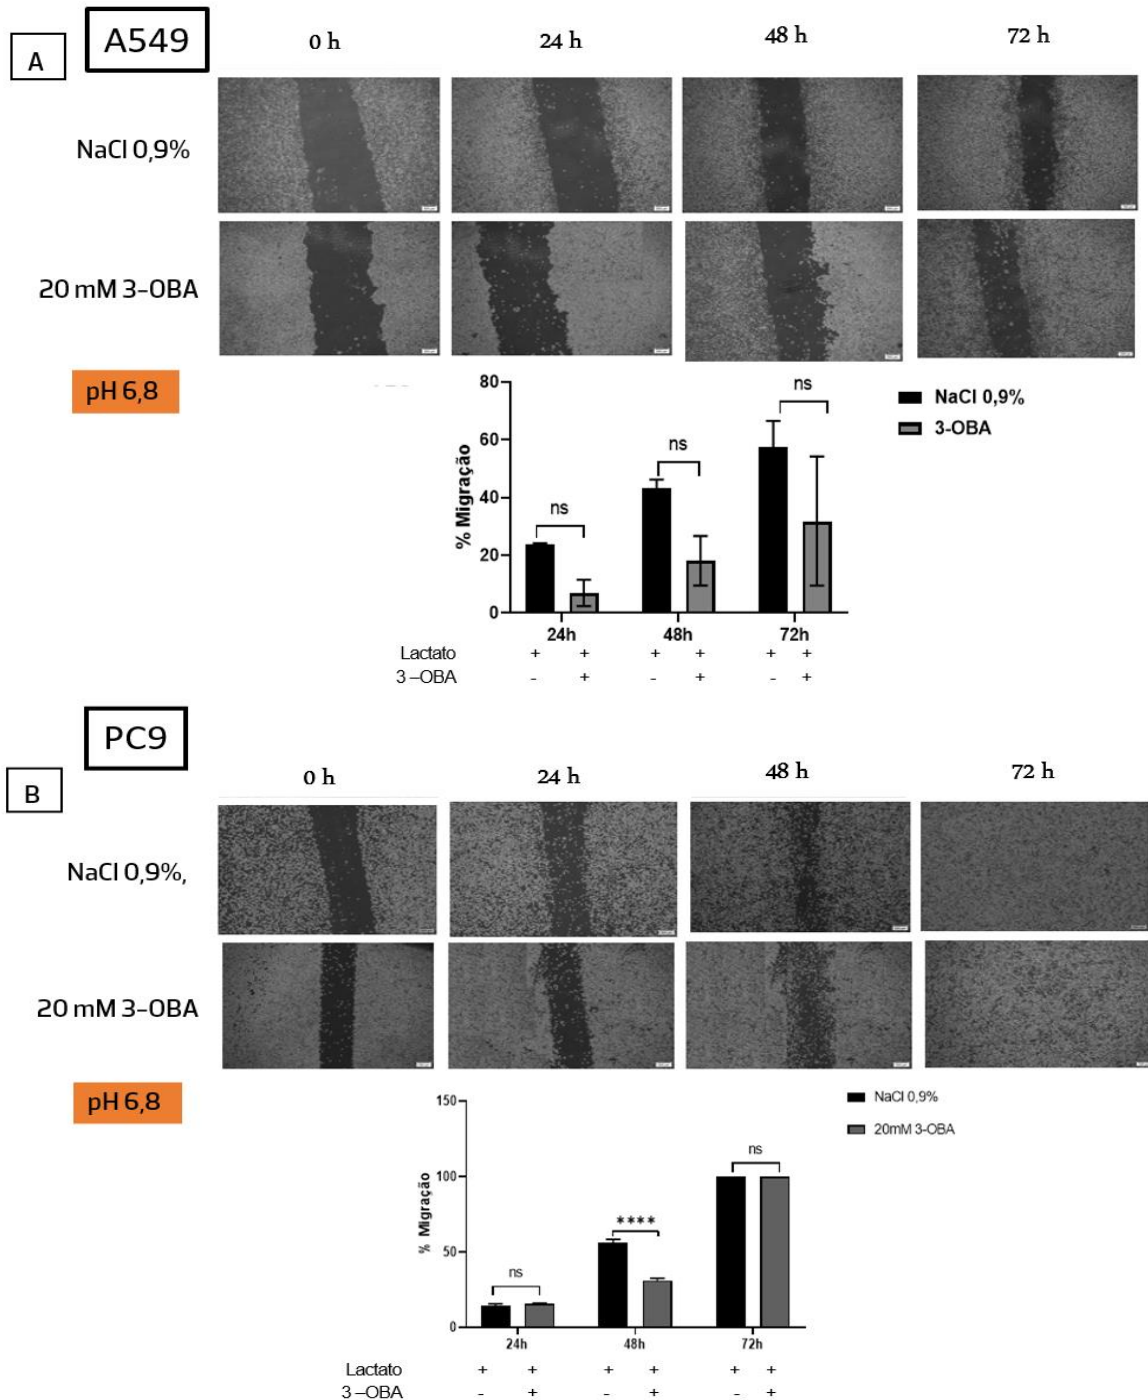 A
A549
0 h
24 h
48 h
72 h
NaCl 0,9%
20 mM 3-OBA
pH 6,8
% Migração
80
60
40
20
0
ns
ns
ns
NaCl 0,9%
3-OBA
24h
48h
72h
Lactato + + + + + +
3 –OBA - + - + - +
PC9
B
0 h
24 h
48 h
72 h
NaCl 0,9%,
20 mM 3-OBA
pH 6,8
% Migração
150
100
50
0
ns
****
ns
NaCl 0,9%
20mM 3-OBA
24h
48h
72h
Lactato + + + + + +
3 –OBA - + - + - +